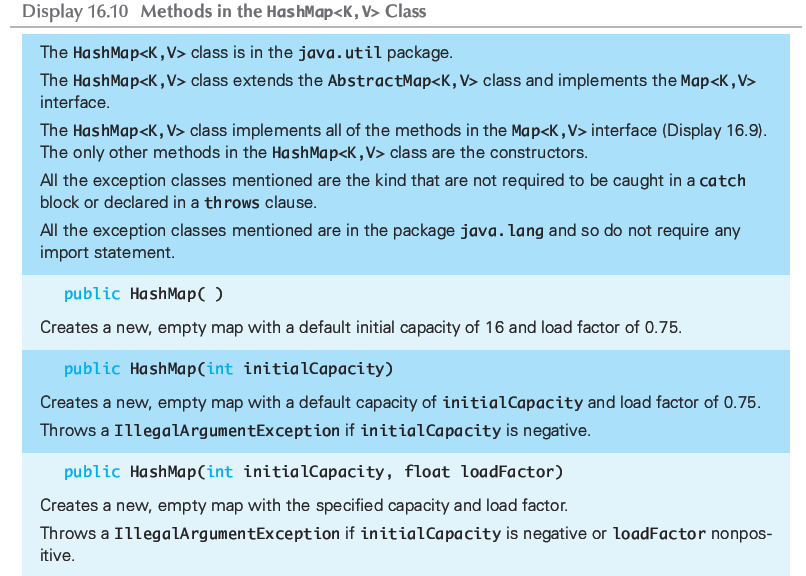 Display 16.10 Methods in the HashMap<K,V> Class
The HashMap<K,V> class is in the java.util package.
The HashMap<K,V> class extends the AbstractMap<K,V> class and implements the Map<K,V>
interface.
The HashMap<K,V> class implements all of the methods in the Map<K,V> interface (Display 16.9).
The only other methods in the HashMap<K,V> class are the constructors.
All the exception classes mentioned are the kind that are not required to be caught in a catch
block or declared in a throws clause.
All the exception classes mentioned are in the package java.lang and so do not require any
import statement.
public HashMap( )
Creates a new, empty map with a default initial capacity of 16 and load factor of 0.75.
public HashMap(int initialCapacity)
Creates a new, empty map with a default capacity of initialCapacity and load factor of 0.75.
Throws a IllegalArgumentException if initialCapacity is negative.
public HashMap(int initialCapacity, float loadFactor)
Creates a new, empty map with the specified capacity and load factor.
Throws a IllegalArgumentException if initialCapacity is negative or loadFactor nonpos-
itive.